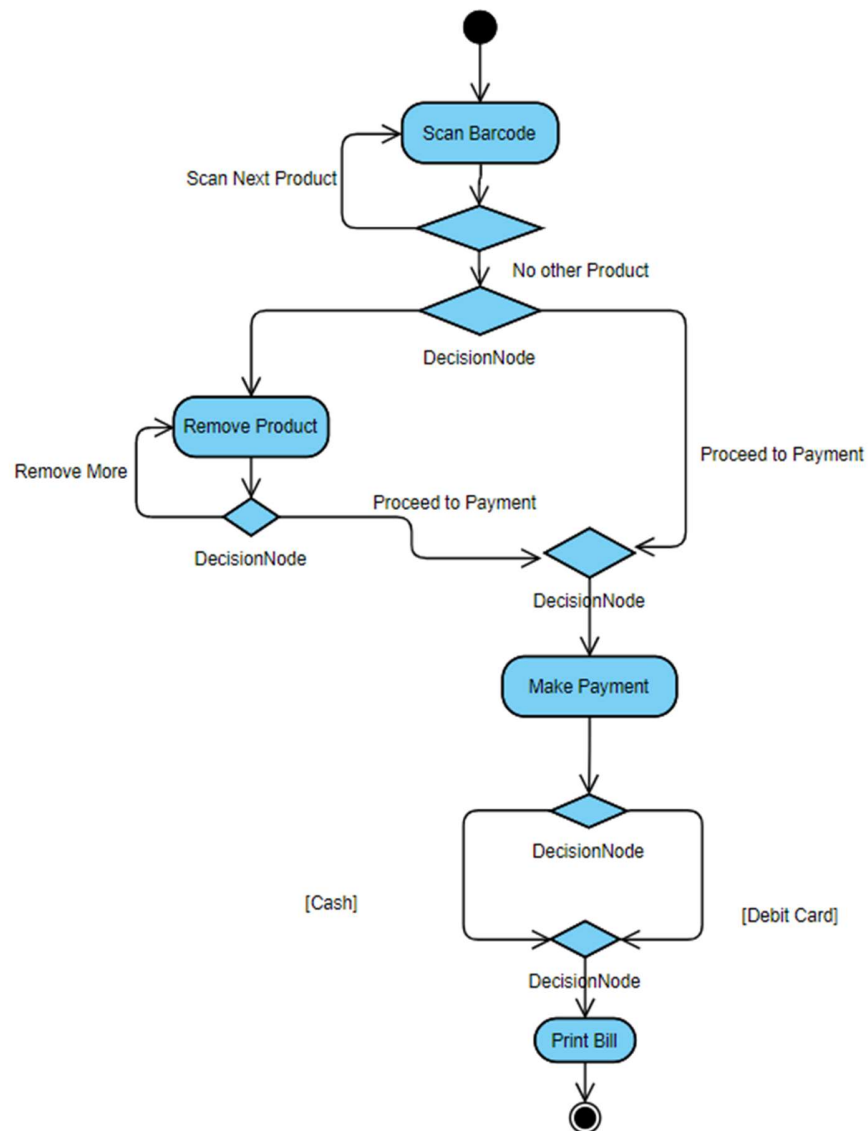 Scan Barcode
Scan Next Product
No other Product
DecisionNode
Remove Product
Remove More
Proceed to Payment
Proceed to Payment
DecisionNode
DecisionNode
Make Payment
DecisionNode
[Cash]
[Debit Card]
DecisionNode
Print Bill